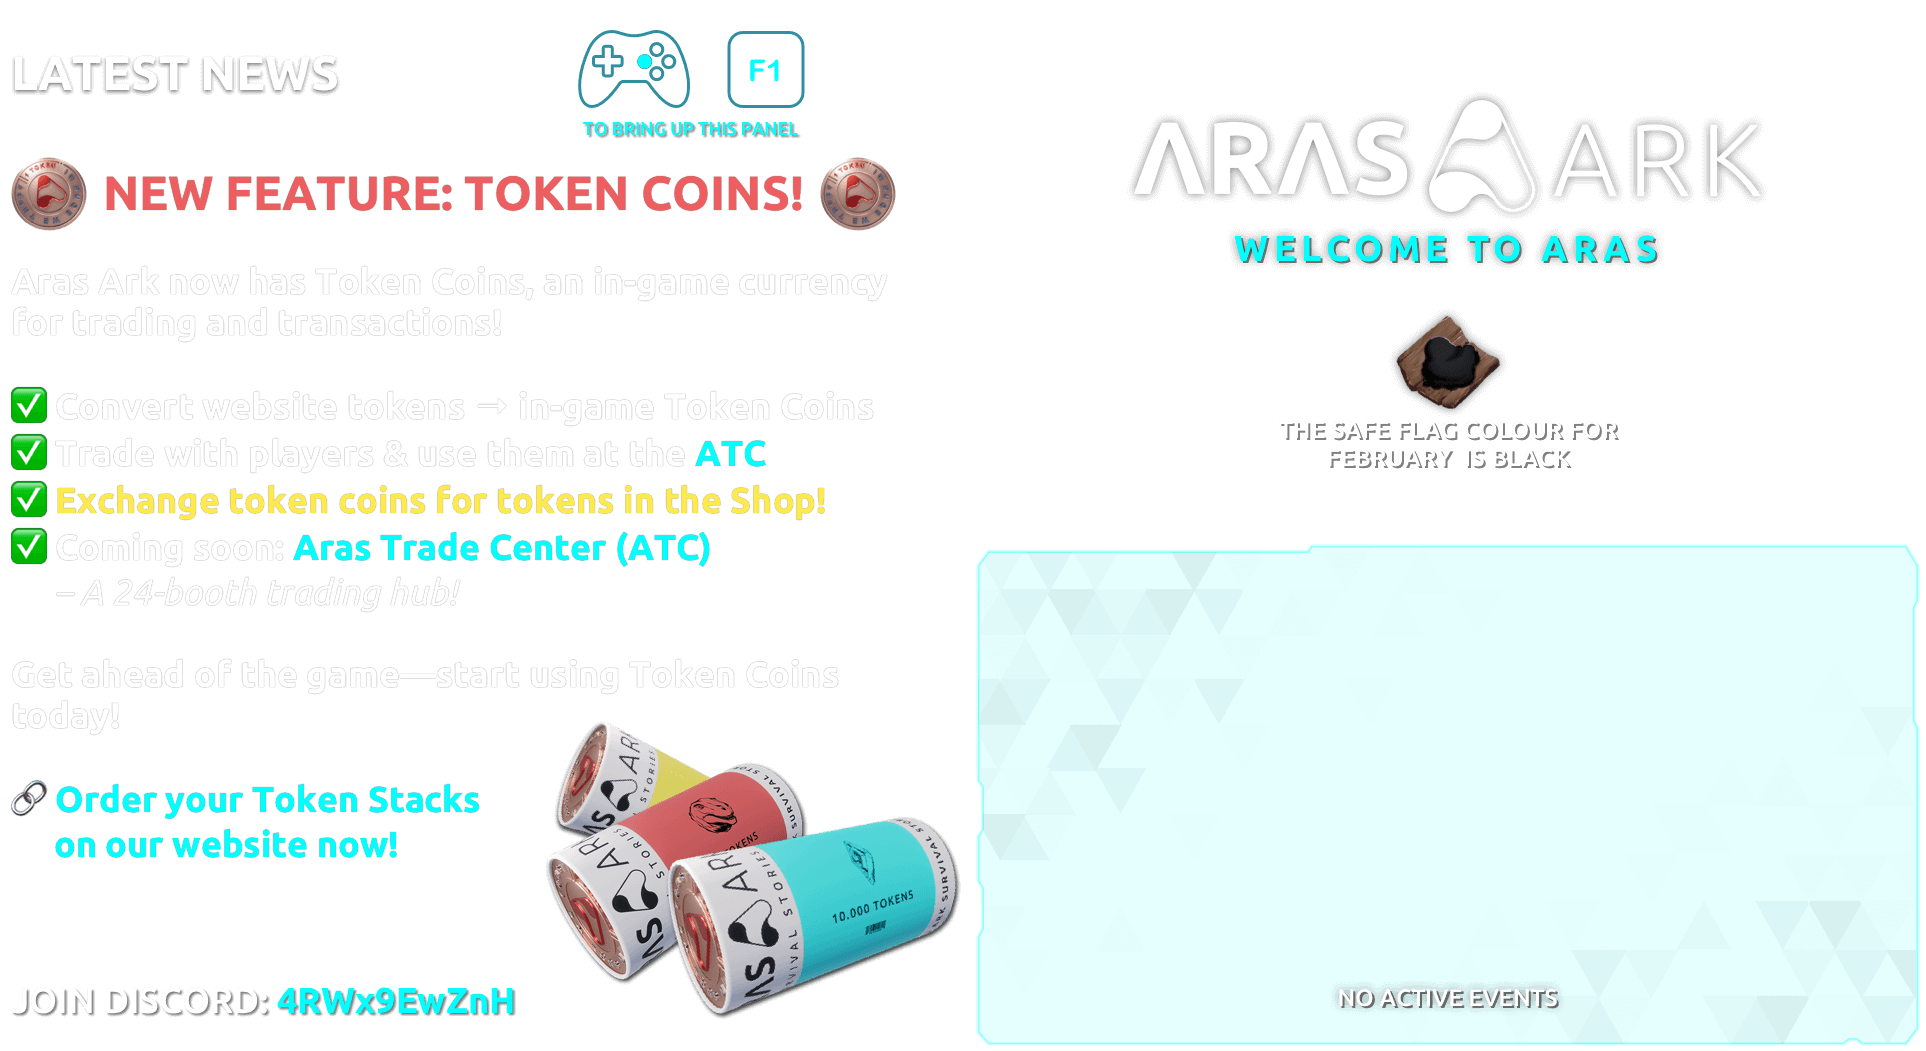 LATEST NEWS
F1
TO BRING UP THIS PANEL
NEW FEATURE: TOKEN COINS!
Aras Ark now has Token Coins, an in-game currency
for trading and transactions!
✅ Convert website tokens → in-game Token Coins
✅ Trade with players & use them at the ATC
✅ Exchange token coins for tokens in the Shop!
✅ Coming soon: Aras Trade Center (ATC)
– A 24-booth trading hub!
Get ahead of the game—start using Token Coins
today!
🔗 Order your Token Stacks
on our website now!
10.000 TOKENS
JOIN DISCORD: 4RWx9EwZnH
ARAS ARK
WELCOME TO ARAS
THE SAFE FLAG COLOUR FOR
FEBRUARY IS BLACK
NO ACTIVE EVENTS